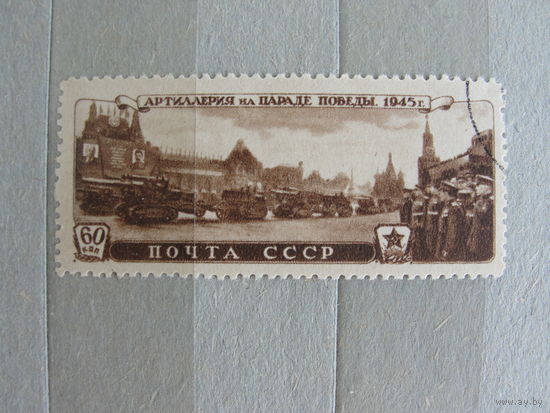 АРТИЛЛЕРИЯ НА ПАРАДЕ ПОБЕДЫ. 1945 г.
60
КОП
ПОЧТА СССР
www.ay.by